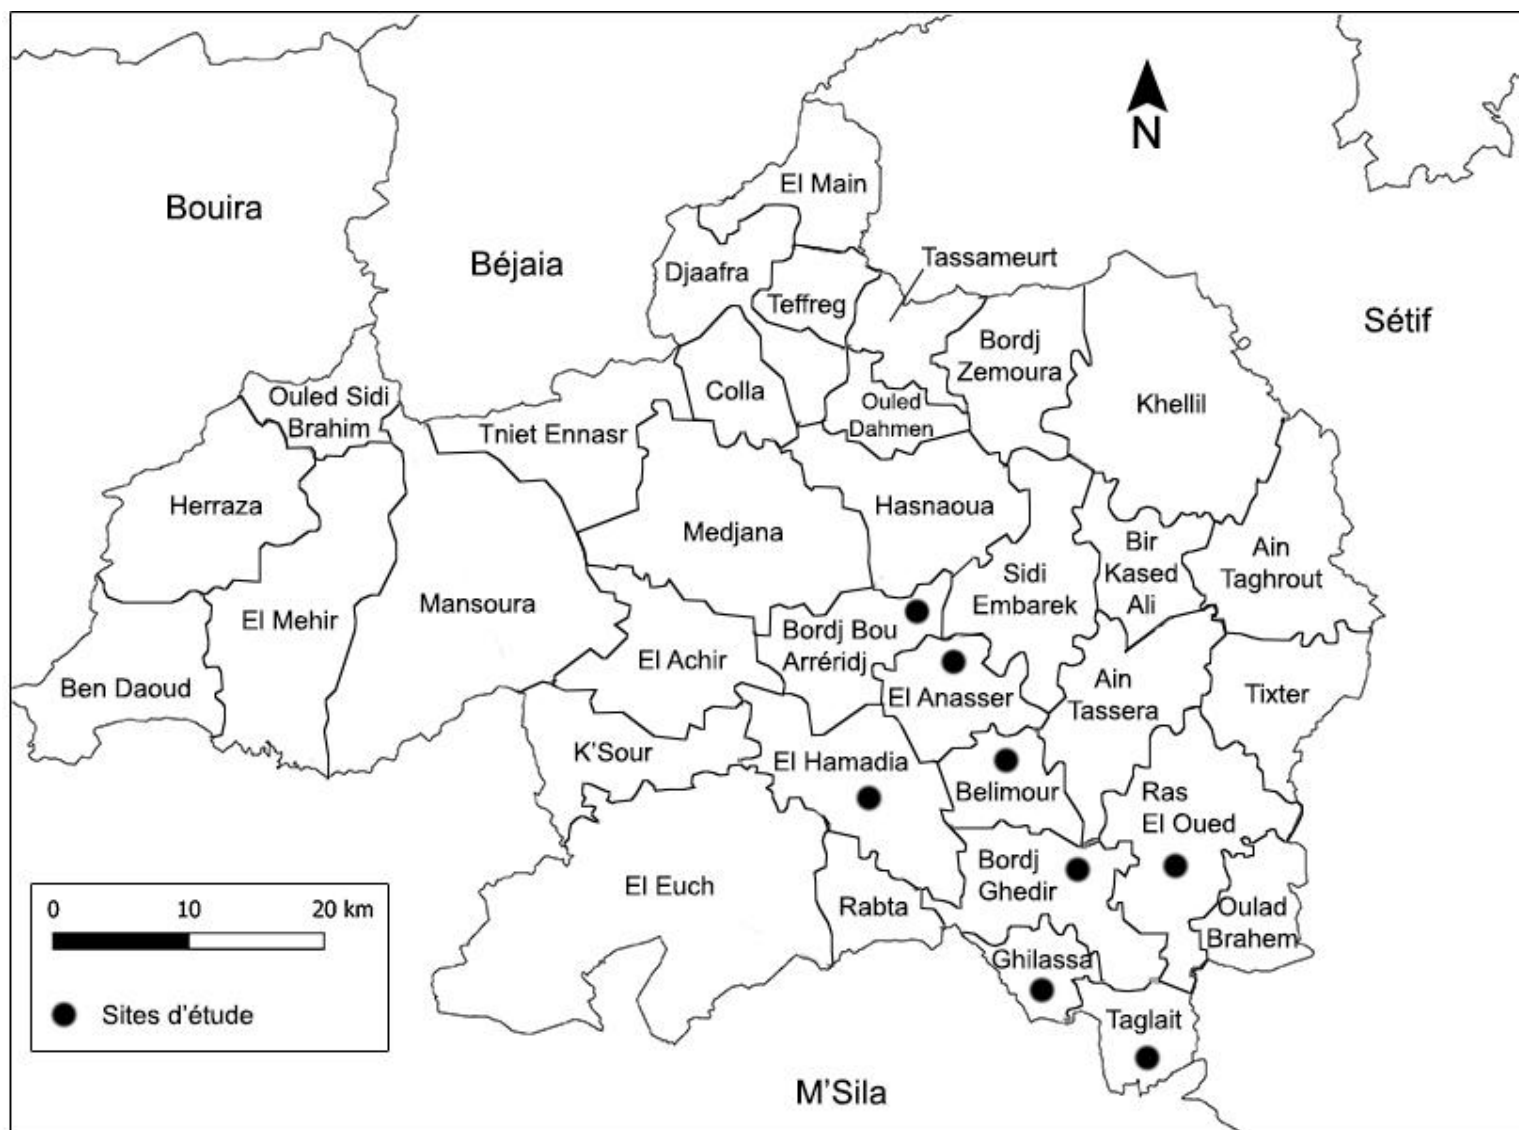 N
El Main
Bouira
Béjaia
Tassameurt
Djaafra
Teffreg
Sétif
Bordj
Zemoura
Colla
Ouled Sidi
Brahim
Khellil
Ouled
Dahmen
Tniet Ennasr
Herraza
Hasnaoua
Medjana
Bir
Kased
Ali
Ain
Taghrout
Sidi
Embarek
Mansoura
El Mehir
Bordj Bou
Arréridj
El Achir
Ben Daoud
El Anasser
Ain
Tassera
Tixter
K'Sour
El Hamadia
Belimour
Ras
El Oued
Bordj
Ghedir
El Euch
Rabta
Oulad
Brahem
Ghilassa
Taglait
M'Sila
0 10 20 km
Sites d'étude